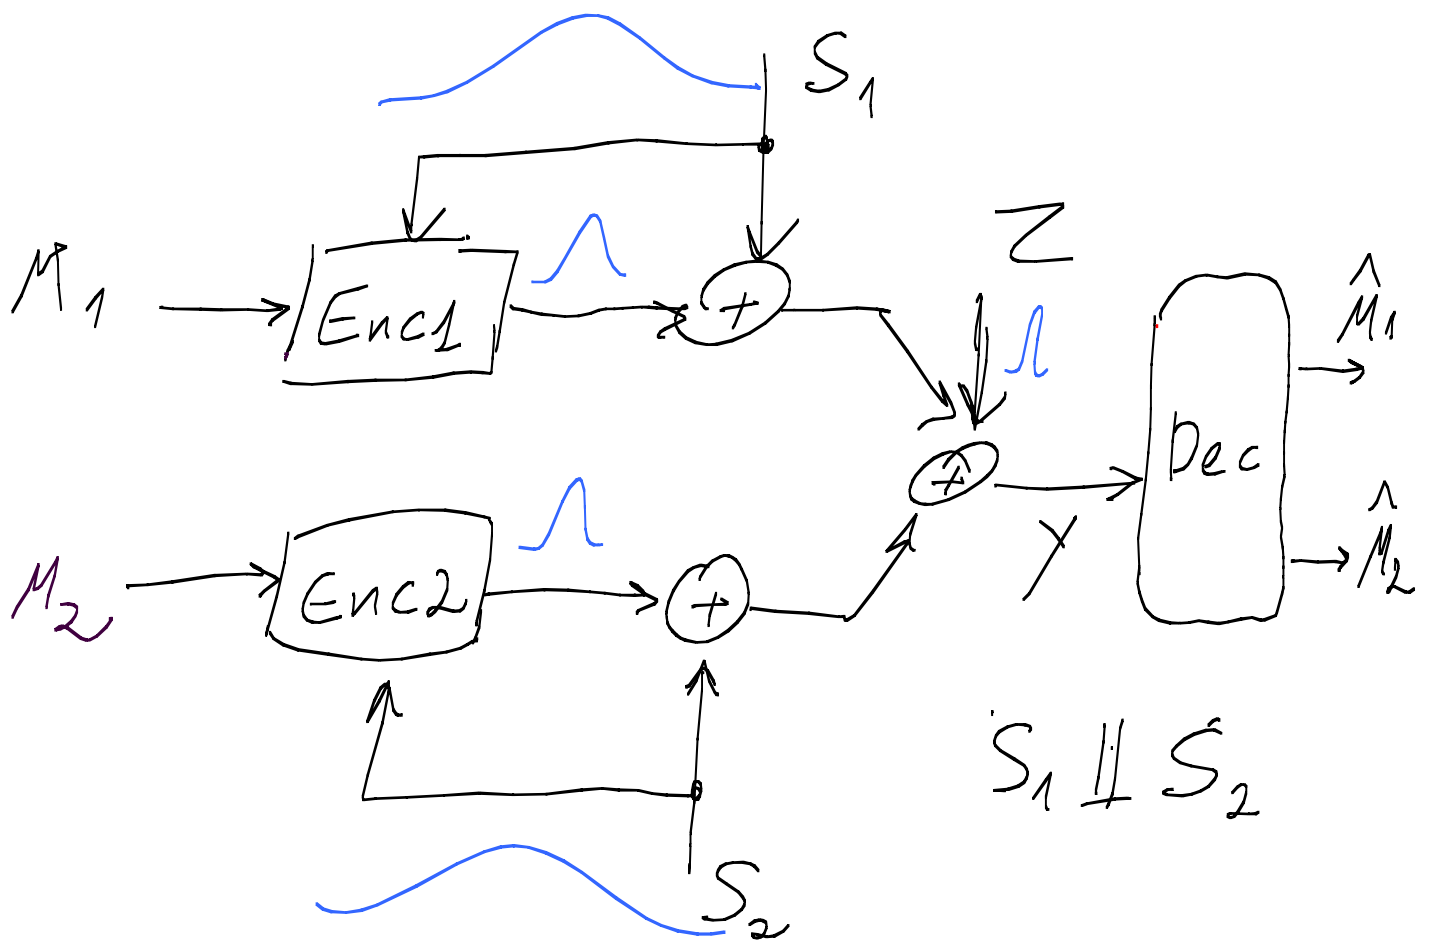 S₁
Z
M₁
Enc1
+
+
M̂₁
Dec
M₂
Enc2
+
Y
M̂₂
S₁ ⫫ S₂
S₂